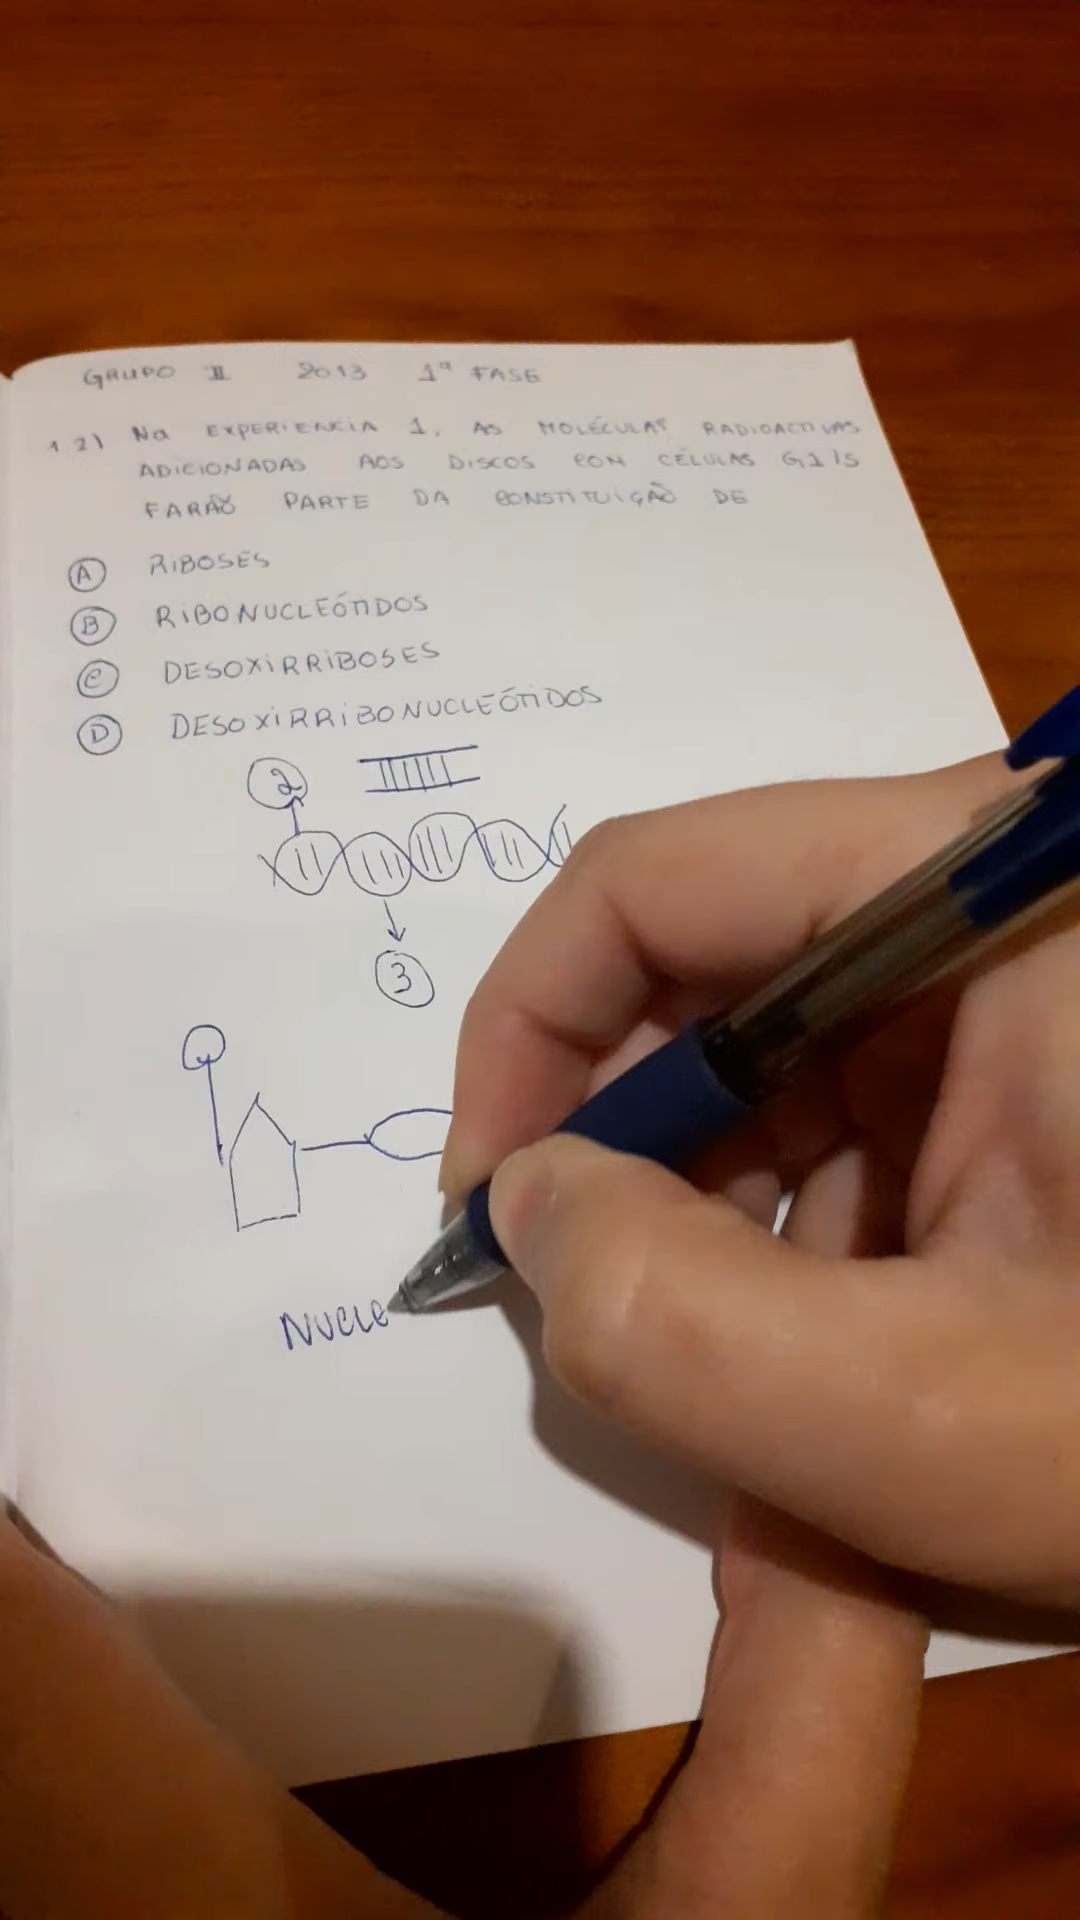 GRUPO II 2013 1ª FASE
1.2) Na EXPERIENCIA 1, AS MOLÉCULAS RADIOACTIVAS
ADICIONADAS AOS DISCOS COM CÉLULAS G1/S
FARÃO PARTE DA CONSTITUIÇÃO DE
A RIBOSES
B RIBONUCLEÓTIDOS
C DESOXIRRIBOSES
D DESOXIRRIBONUCLEÓTIDOS
2
3
NUCLE